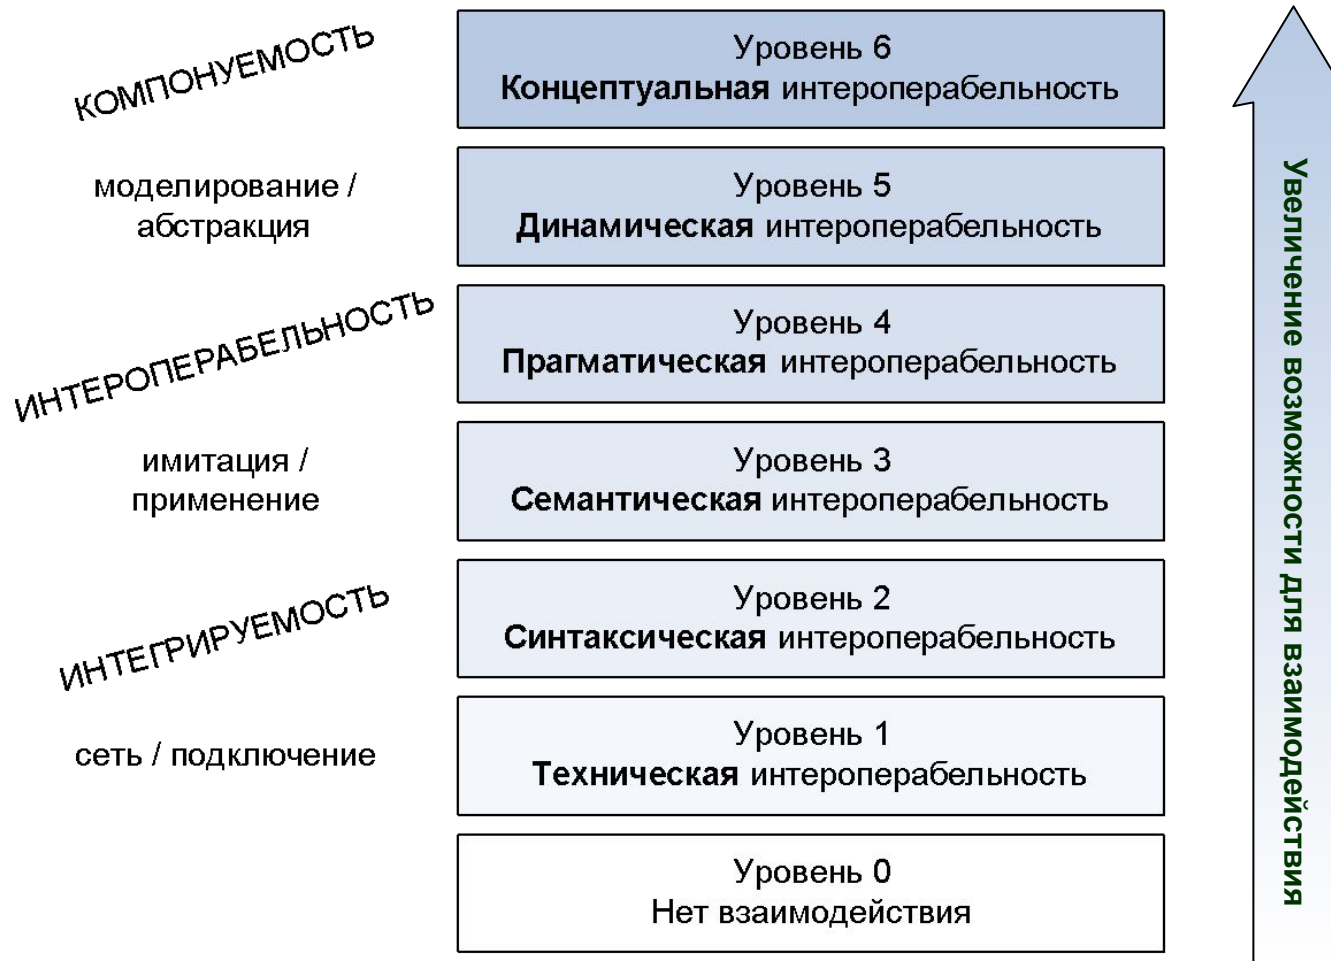 КОМПОНУЕМОСТЬ
моделирование /
абстракция
ИНТЕРОПЕРАБЕЛЬНОСТЬ
имитация /
применение
ИНТЕГРИРУЕМОСТЬ
сеть / подключение
Уровень 6
Концептуальная интероперабельность
Уровень 5
Динамическая интероперабельность
Уровень 4
Прагматическая интероперабельность
Уровень 3
Семантическая интероперабельность
Уровень 2
Синтаксическая интероперабельность
Уровень 1
Техническая интероперабельность
Уровень 0
Нет взаимодействия
Увеличение возможности для взаимодействия